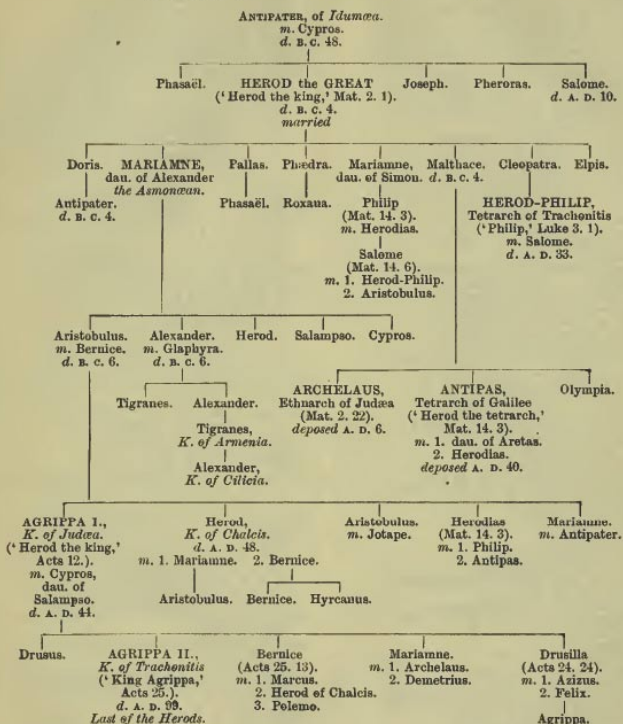 ANTIPATER, of Idumæa.
m. Cypros.
d. B. C. 48.
Phasaël. HEROD the GREAT Joseph. Pheroras. Salome.
('Herod the king,' Mat. 2. 1). d. A. D. 10.
d. B. C. 4.
married
Doris. MARIAMNE, Pallas. Phædra. Mariamne, Malthace. Cleopatra. Elpis.
dau. of Alexander dau. of Simon. d. B. C. 4.
Antipater. the Asmonæan. Phasaël. Roxana. Philip HEROD-PHILIP,
d. B. C. 4. (Mat. 14. 3). Tetrarch of Trachonitis
m. Herodias. ('Philip,' Luke 3. 1).
Salome m. Salome.
(Mat. 14. 6). d. A. D. 33.
m. 1. Herod-Philip.
2. Aristobulus.
Aristobulus. Alexander. Herod. Salampso. Cypros.
m. Bernice. m. Glaphyra.
d. B. C. 6. d. B. C. 6.
Tigranes. Alexander. ARCHELAUS, ANTIPAS, Olympia.
Ethnarch of Judæa Tetrarch of Galilee
Tigranes, (Mat. 2. 22). ('Herod the tetrarch,'
K. of Armenia. deposed A. D. 6. Mat. 14. 3).
m. 1. dau. of Aretas.
Alexander, 2. Herodias.
K. of Cilicia. deposed A. D. 40.
AGRIPPA I., Herod, Aristobulus. Herodias Mariamne.
K. of Judæa. K. of Chalcis. m. Jotape. (Mat. 14. 3). m. Antipater.
('Herod the king,' d. A. D. 48. m. 1. Philip.
Acts 12.). m. 1. Mariamne. 2. Bernice. 2. Antipas.
m. Cypros,
dau. of
Salampso. Aristobulus. Bernice. Hyrcanus.
d. A. D. 44.
Drusus. AGRIPPA II., Bernice Mariamne. Drusilla
K. of Trachonitis (Acts 25. 13). m. 1. Archelaus. (Acts 24. 24).
('King Agrippa,' m. 1. Marcus. 2. Demetrius. m. 1. Azizus.
Acts 25.). 2. Herod of Chalcis. 2. Felix.
d. A. D. 99. 3. Polemo.
Last of the Herods. Agrippa.